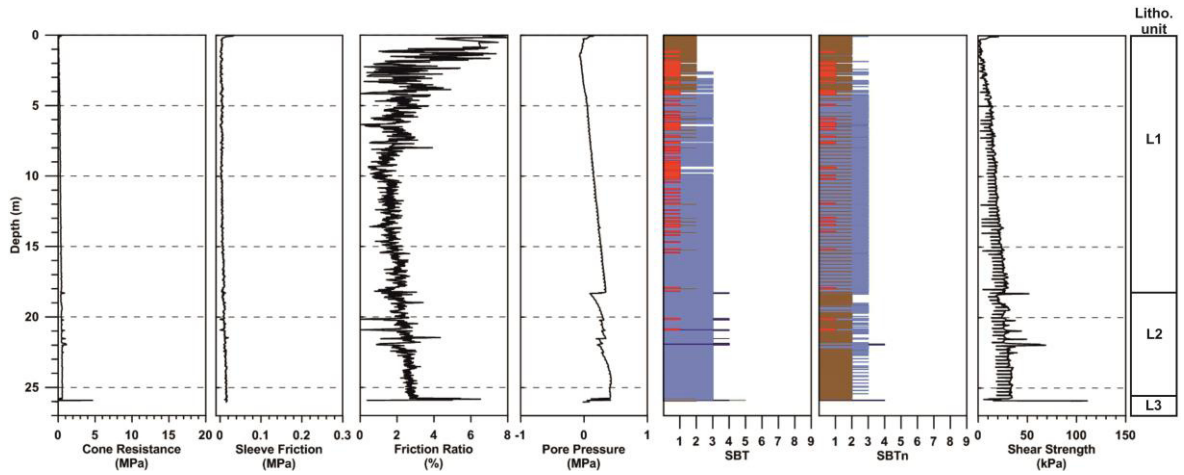 Litho.
unit
0 5 10 15 20 25
Depth (m)
L1
L2
L3
0 5 10 15 20
0 0.1 0.2 0.3
0 2 4 6 8
-1 0 1
1 2 3 4 5 6 7 8 9
1 2 3 4 5 6 7 8 9
0 50 100 150
Cone Resistance
(MPa)
Sleeve Friction
(MPa)
Friction Ratio
(%)
Pore Pressure
(MPa)
SBT
SBTn
Shear Strength
(kPa)